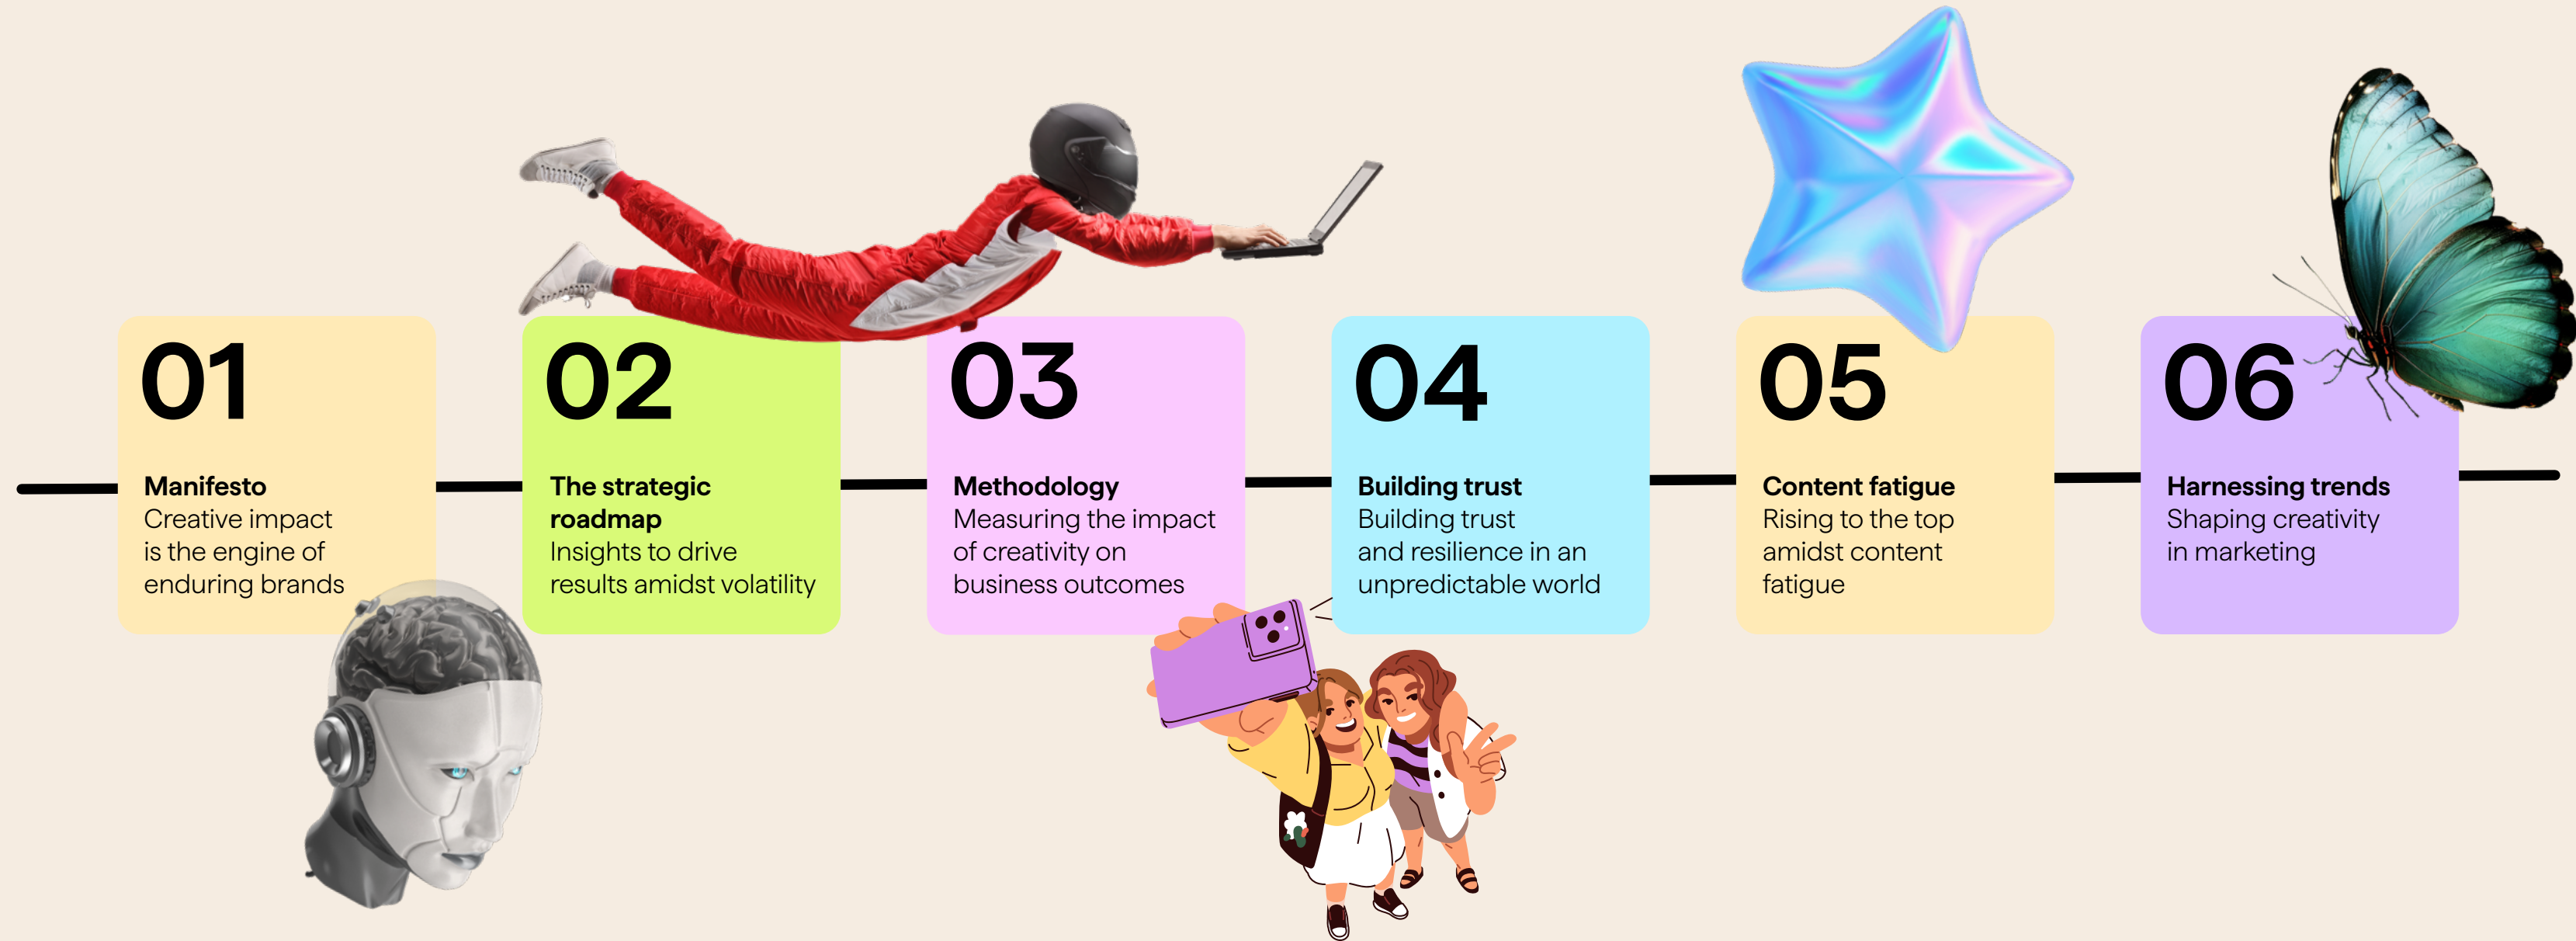 01
Manifesto
Creative impact
is the engine of
enduring brands
02
The strategic
roadmap
Insights to drive
results amidst volatility
03
Methodology
Measuring the impact
of creativity on
business outcomes
04
Building trust
Building trust
and resilience in an
unpredictable world
05
Content fatigue
Rising to the top
amidst content
fatigue
06
Harnessing trends
Shaping creativity
in marketing